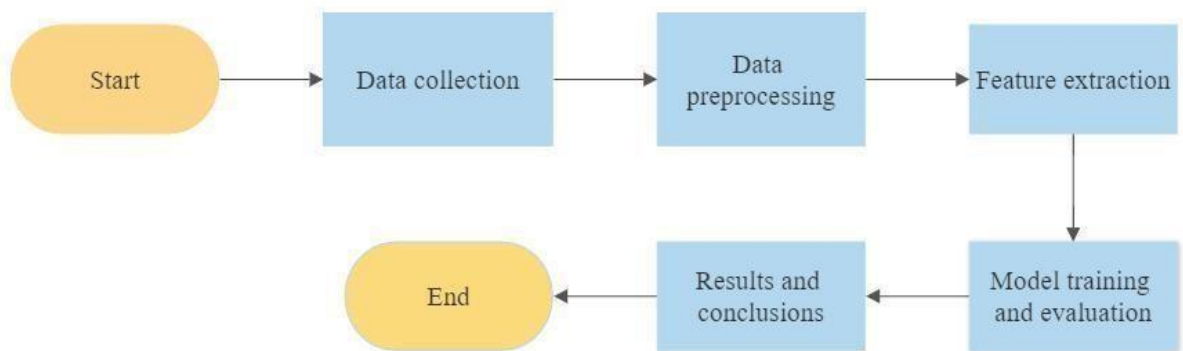 Start
Data collection
Data
preprocessing
Feature extraction
Model training
and evaluation
Results and
conclusions
End